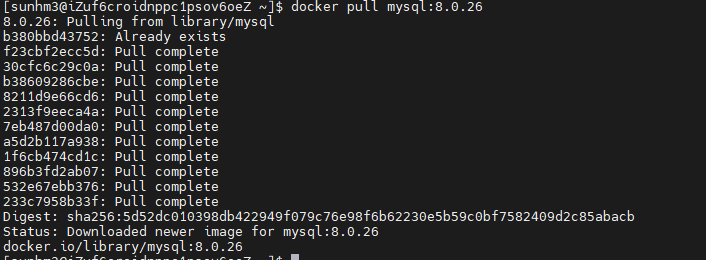 [sunhm3@iZuf6croidnppc1psov6oeZ ~]$ docker pull mysql:8.0.26
8.0.26: Pulling from library/mysql
b380bbd43752: Already exists
f23cbf2ecc5d: Pull complete
30cfc6c29c0a: Pull complete
b38609286cbe: Pull complete
8211d9e66cd6: Pull complete
2313f9eeca4a: Pull complete
7eb487d00da0: Pull complete
a5d2b117a938: Pull complete
1f6cb474cd1c: Pull complete
896b3fd2ab07: Pull complete
532e67ebb376: Pull complete
233c7958b33f: Pull complete
Digest: sha256:5d52dc010398db422949f079c76e98f6b62230e5b59c0bf7582409d2c85abacb
Status: Downloaded newer image for mysql:8.0.26
docker.io/library/mysql:8.0.26
[sunhm3@iZuf6croidnppc1psov6oeZ ~]$